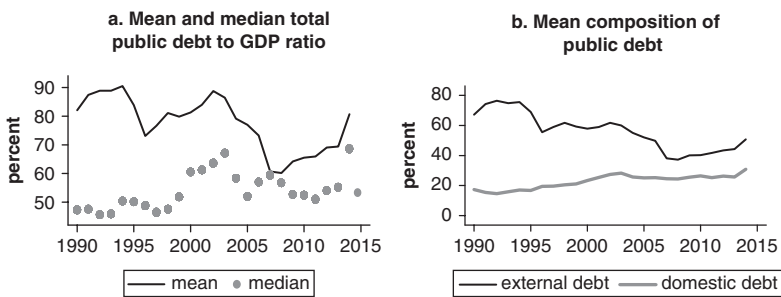 a. Mean and median total
public debt to GDP ratio
percent
90
80
70
60
50
1990 1995 2000 2005 2010 2015
mean median
b. Mean composition of
public debt
percent
80
60
40
20
0
1990 1995 2000 2005 2010 2015
external debt domestic debt